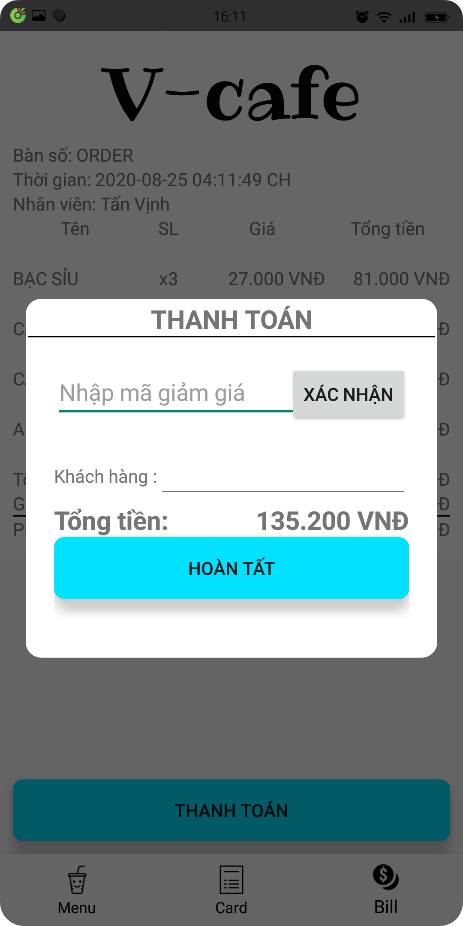 16:11
V-cafe
Bàn số: ORDER
Thời gian: 2020-08-25 04:11:49 CH
Nhân viên: Tấn Vịnh
Tên SL Giá Tổng tiền
BẠC SỈU x3 27.000 VNĐ 81.000 VNĐ
THANH TOÁN
Nhập mã giảm giá XÁC NHẬN
Khách hàng :
Tổng tiền: 135.200 VNĐ
HOÀN TẤT
THANH TOÁN
Menu Card Bill